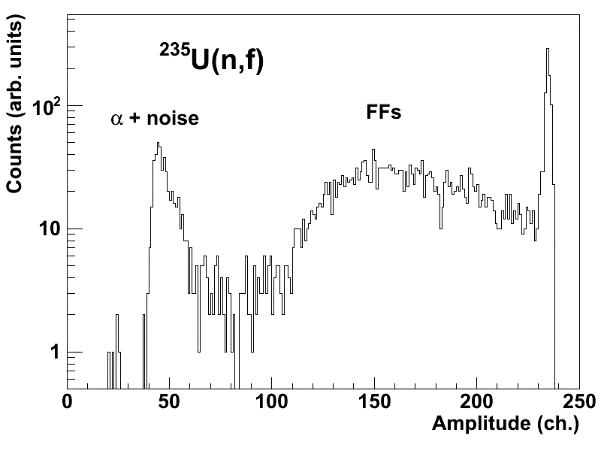 Counts (arb. units)
²³⁵U(n,f)
α + noise
FFs
10²
10
1
0 50 100 150 200 250
Amplitude (ch.)